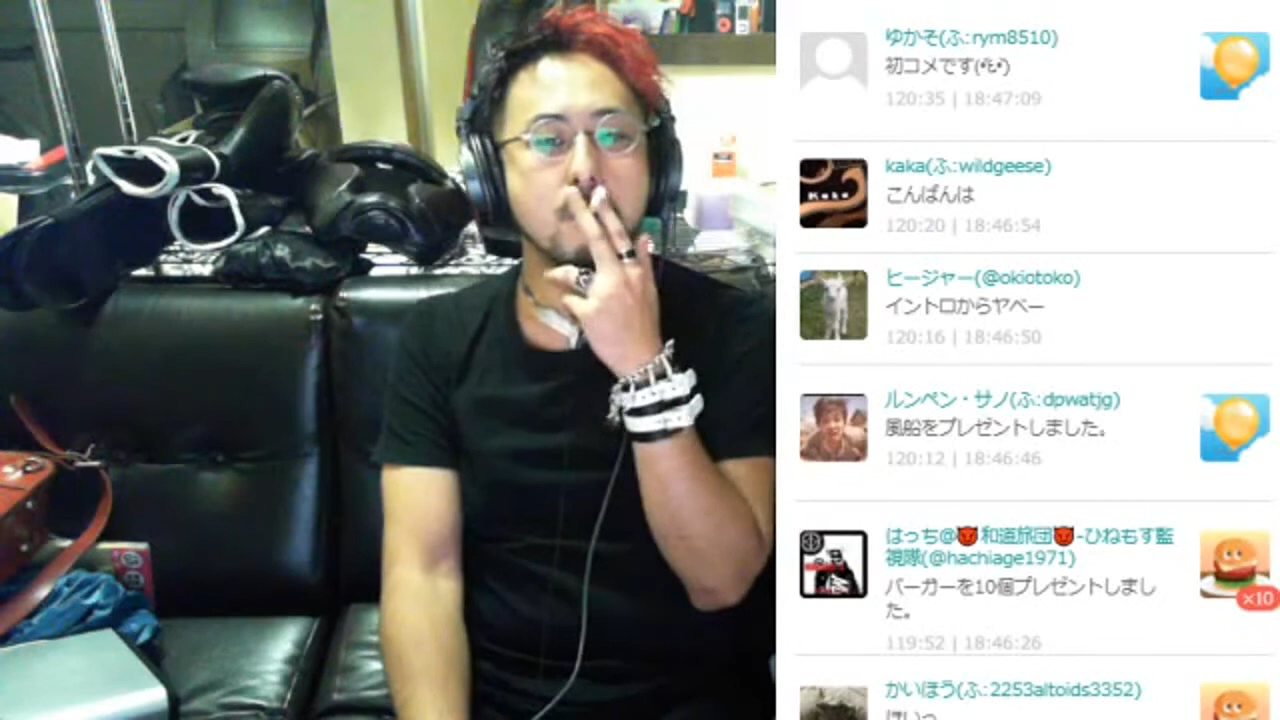 ゆかそ(ふ:rym8510)
初コメです(•ﾋ•)
120:35 | 18:47:09
kaka(ふ:wildgeese)
こんばんは
120:20 | 18:46:54
ヒージャー(@okiotoko)
イントロからヤベー
120:16 | 18:46:50
ルンペン・サノ(ふ:dpwatjg)
風船をプレゼントしました。
120:12 | 18:46:46
はっち@👿和道旅団👿-ひねもす監
視隊(@hachiage1971)
バーガーを10個プレゼントしまし
た。
×10
119:52 | 18:46:26
かいほう(ふ:2253altoids3352)